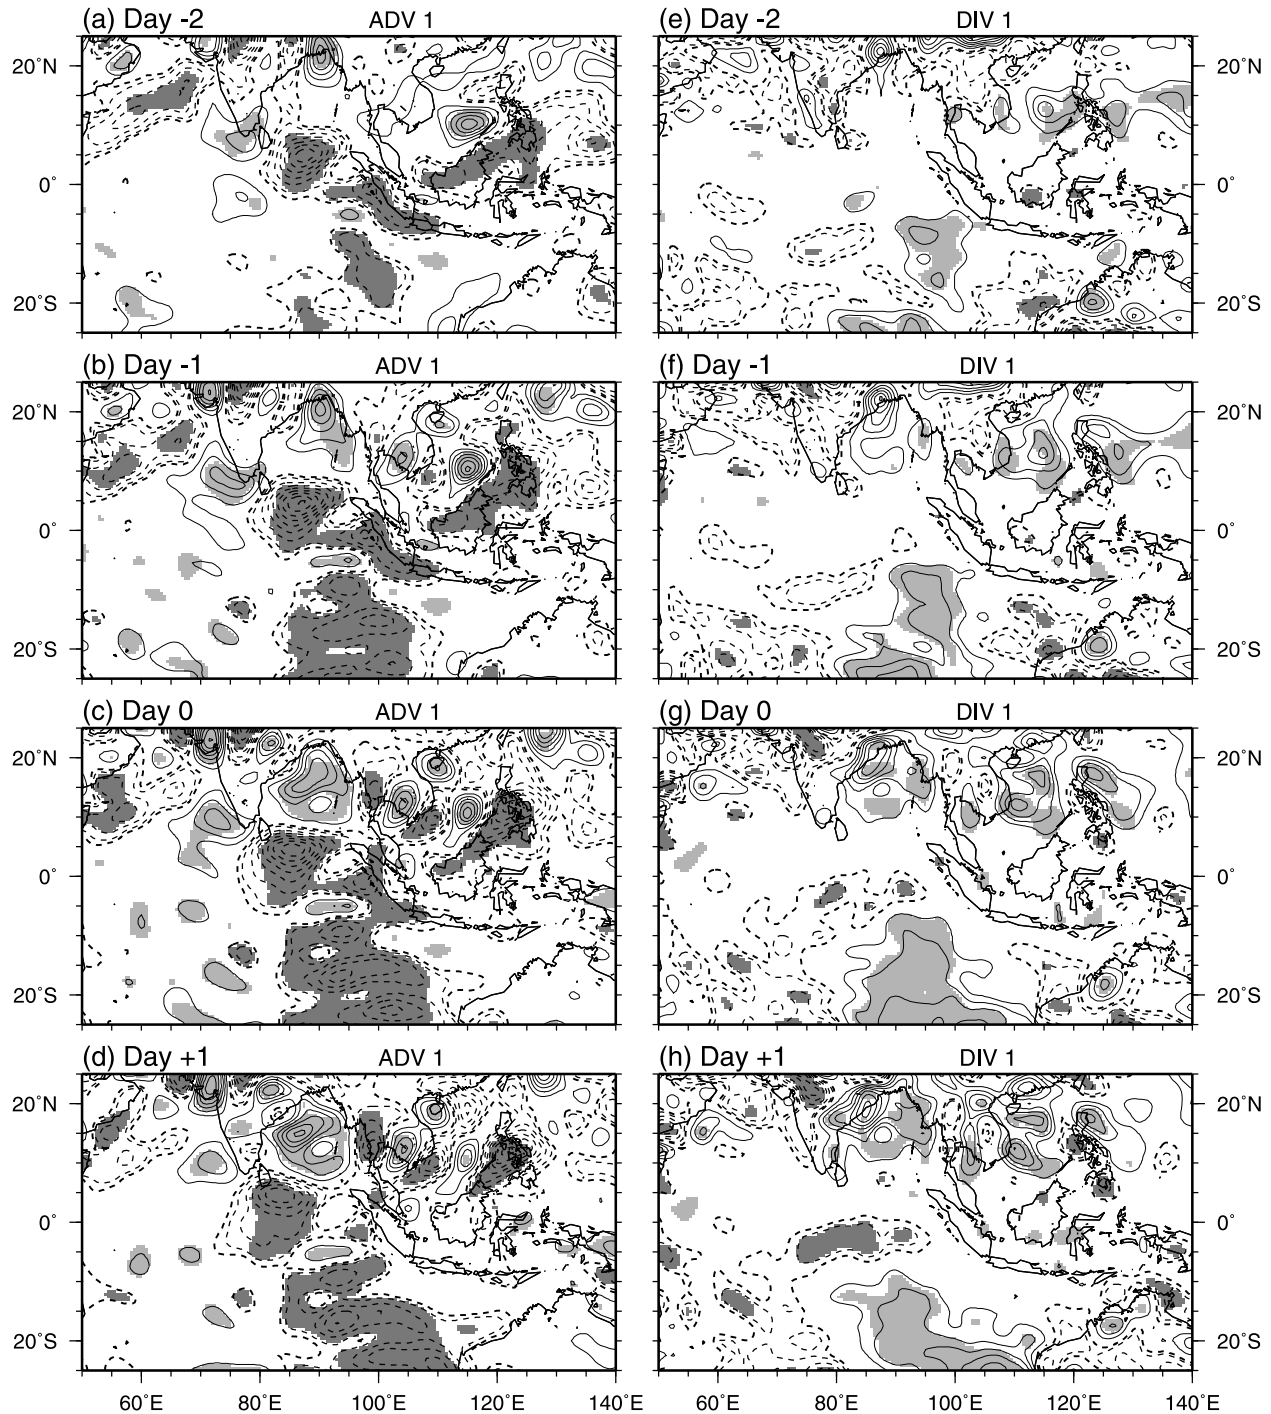 (a) Day -2 ADV 1 (e) Day -2 DIV 1
20°N 20°N
0° 0°
20°S 20°S
(b) Day -1 ADV 1 (f) Day -1 DIV 1
20°N 20°N
0° 0°
20°S 20°S
(c) Day 0 ADV 1 (g) Day 0 DIV 1
20°N 20°N
0° 0°
20°S 20°S
(d) Day +1 ADV 1 (h) Day +1 DIV 1
20°N 20°N
0° 0°
20°S 20°S
60°E 80°E 100°E 120°E 140°E 60°E 80°E 100°E 120°E 140°E